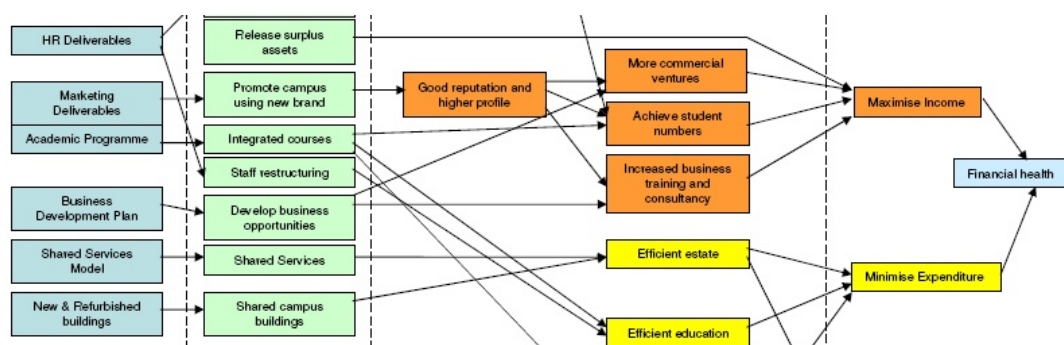 HR Deliverables
Marketing
Deliverables
Academic Programme
Business
Development Plan
Shared Services
Model
New & Refurbished
buildings
Release surplus
assets
Promote campus
using new brand
Integrated courses
Staff restructuring
Develop business
opportunities
Shared Services
Shared campus
buildings
Good reputation and
higher profile
More commercial
ventures
Achieve student
numbers
Increased business
training and
consultancy
Efficient estate
Efficient education
Maximise Income
Minimise Expenditure
Financial health